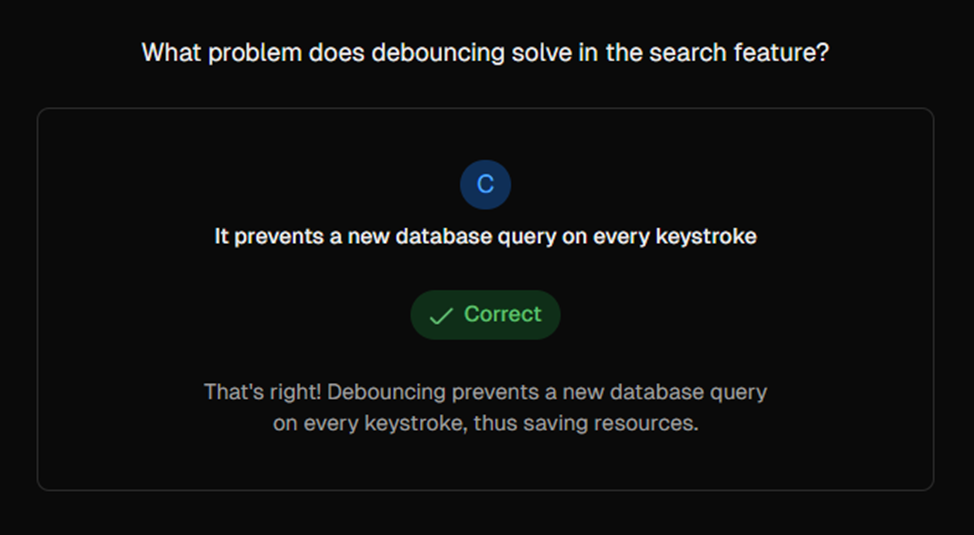 What problem does debouncing solve in the search feature?
C
It prevents a new database query on every keystroke
Correct
That's right! Debouncing prevents a new database query
on every keystroke, thus saving resources.